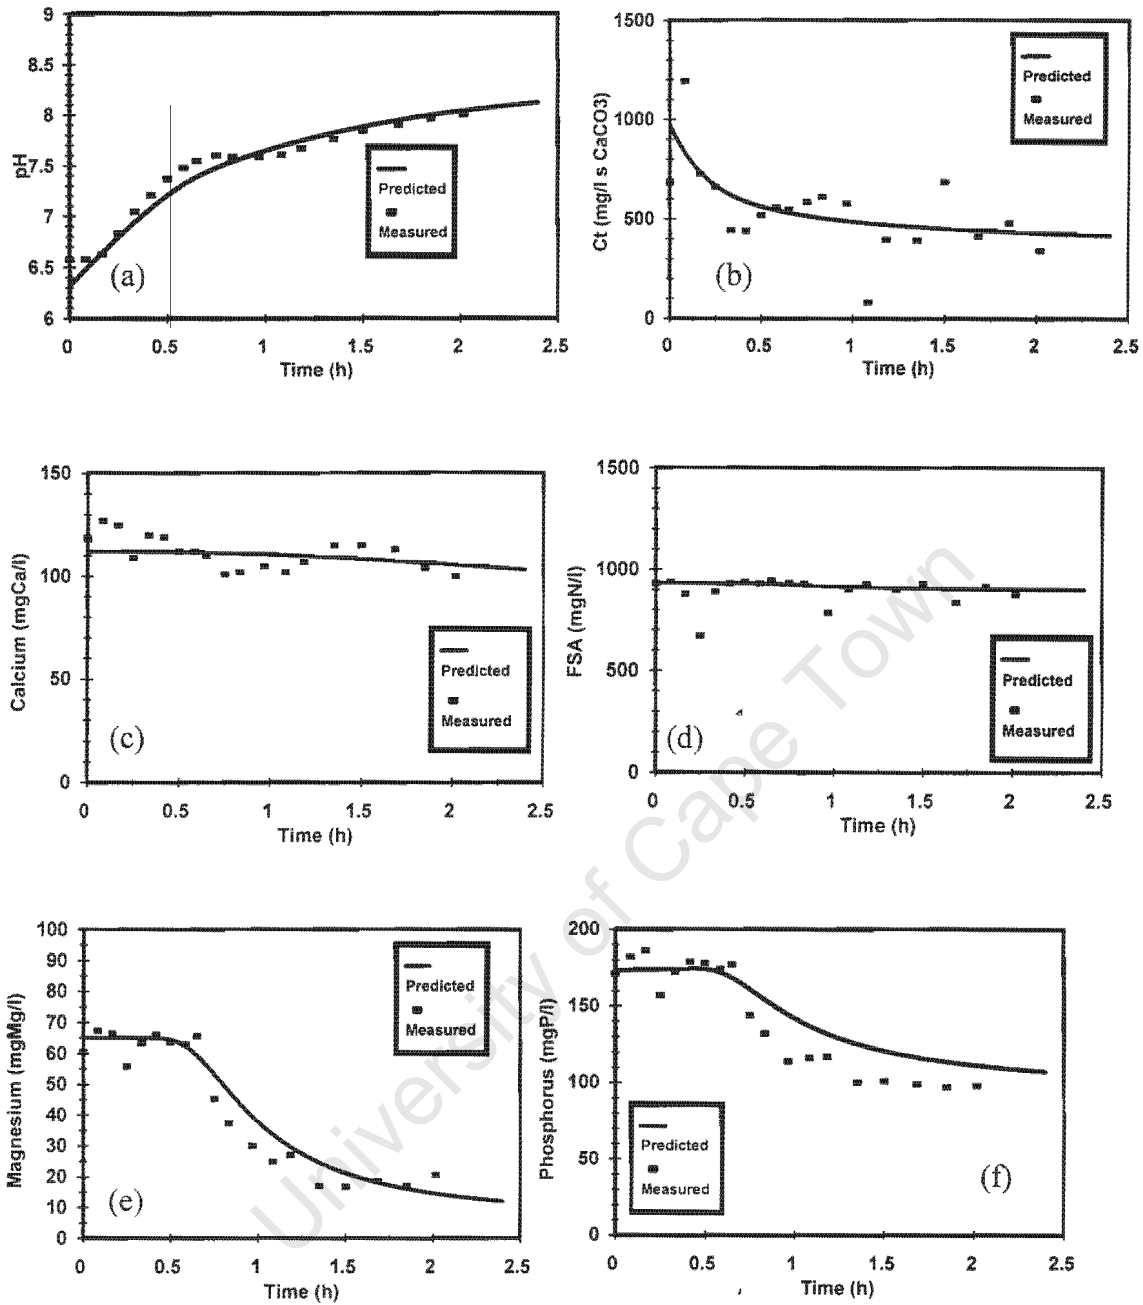 9
8.5
8
7.5
7
6.5
6
pH
Predicted
Measured
(a)
0 0.5 1 1.5 2 2.5
Time (h)
1500
1000
500
0
Ct (mg/l s CaCO3)
Predicted
Measured
(b)
0 0.5 1 1.5 2 2.5
Time (h)
150
100
50
0
Calcium (mgCa/l)
Predicted
Measured
(c)
0 0.5 1 1.5 2 2.5
Time (h)
1500
1000
500
0
FSA (mgN/l)
Predicted
Measured
(d)
0 0.5 1 1.5 2 2.5
Time (h)
100
90
80
70
60
50
40
30
20
10
0
Magnesium (mgMg/l)
Predicted
Measured
(e)
0 0.5 1 1.5 2 2.5
Time (h)
200
150
100
50
0
Phosphorus (mgP/l)
Predicted
Measured
(f)
0 0.5 1 1.5 2 2.5
Time (h)
University of Cape Town